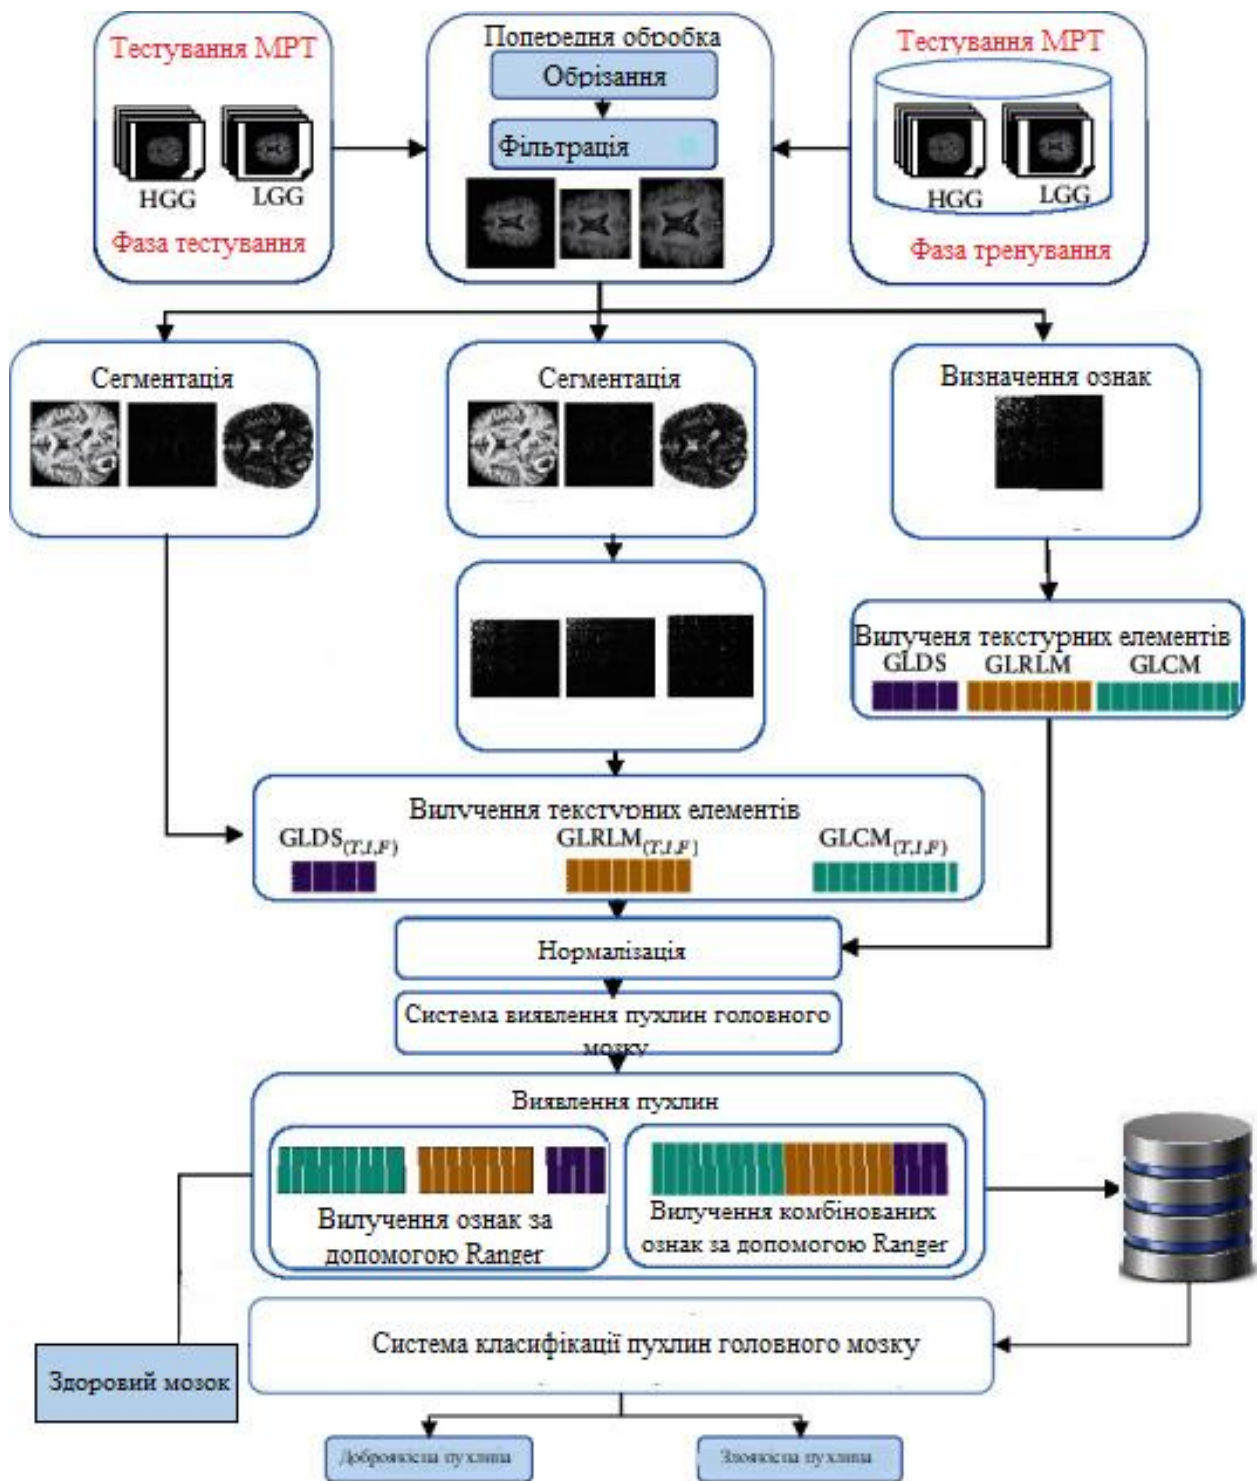 Тестування МРТ
HGG
LGG
Фаза тестування
Попередня обробка
Обрізання
Фільтрація
Тестування МРТ
HGG
LGG
Фаза тренування
Сегментація
Сегментація
Визначення ознак
Вилученя текстурних елементів
GLDS
GLRLM
GLCM
Вилучення текстурних елементів
GLDS(T,I,F)
GLRLM(T,I,F)
GLCM(T,I,F)
Нормалізація
Система виявлення пухлин головного
мозку
Виявлення пухлин
Вилучення ознак за
допомогою Ranger
Вилучення комбінованих
ознак за допомогою Ranger
Система класифікації пухлин головного мозку
Здоровий мозок
Доброякісна пухлина
Злоякісна пухлина